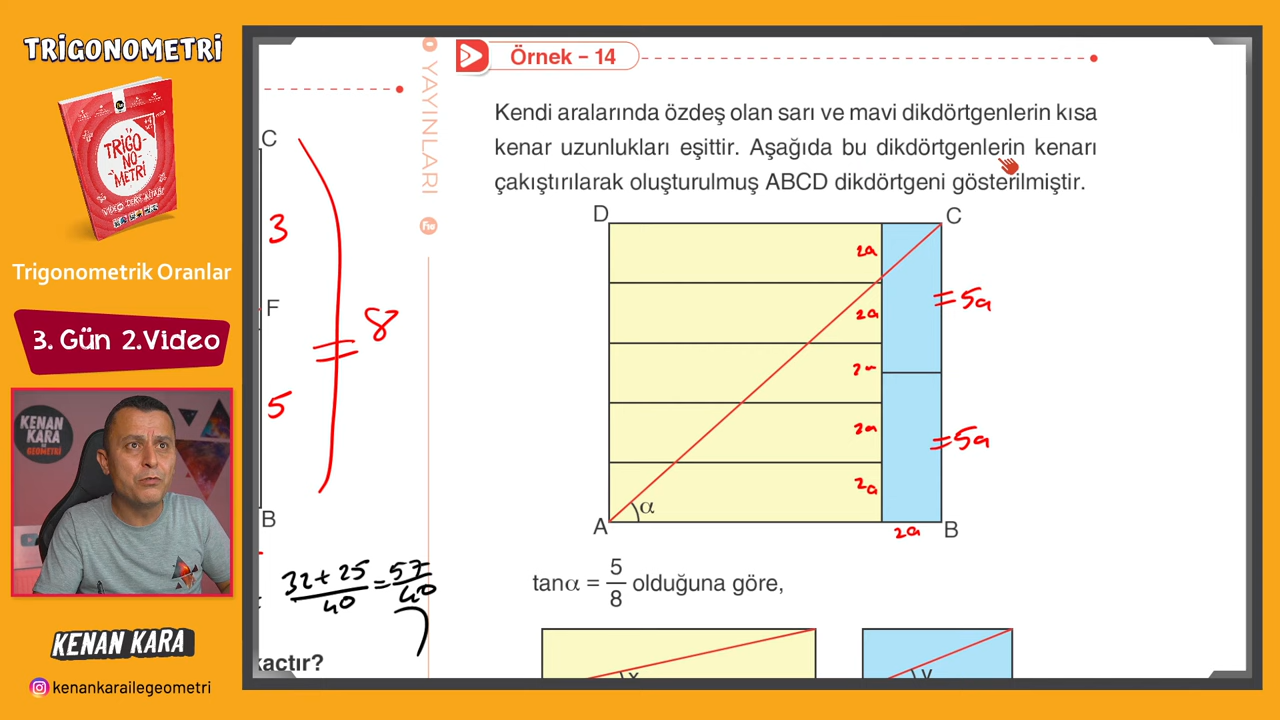 TRİGONOMETRİ
TRİGO-
NO-
METRİ
Trigonometrik Oranlar
3. Gün 2.Video
KENAN
KARA
GEOMETRİ
KENAN KARA
kenankarailegeometri
C
3
F
5
B
= 8
32+25/40 = 57/40
kaçtır?
YAYINLARI
Örnek – 14
Kendi aralarında özdeş olan sarı ve mavi dikdörtgenlerin kısa
kenar uzunlukları eşittir. Aşağıda bu dikdörtgenlerin kenarı
çakıştırılarak oluşturulmuş ABCD dikdörtgeni gösterilmiştir.
D
C
2a
2a
=5a
2a
2a
=5a
2a
α
A
2a
B
tanα = 5/8 olduğuna göre,
x
y